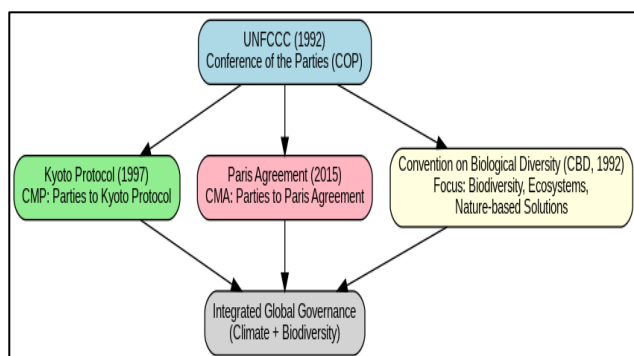 UNFCCC (1992)
Conference of the Parties (COP)
Kyoto Protocol (1997)
CMP: Parties to Kyoto Protocol
Paris Agreement (2015)
CMA: Parties to Paris Agreement
Convention on Biological Diversity (CBD, 1992)
Focus: Biodiversity, Ecosystems,
Nature-based Solutions
Integrated Global Governance
(Climate + Biodiversity)